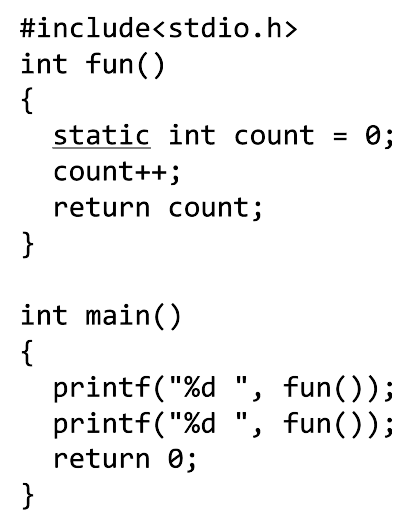 #include<stdio.h>
int fun()
{
  static int count = 0;
  count++;
  return count;
}

int main()
{
  printf("%d ", fun());
  printf("%d ", fun());
  return 0;
}